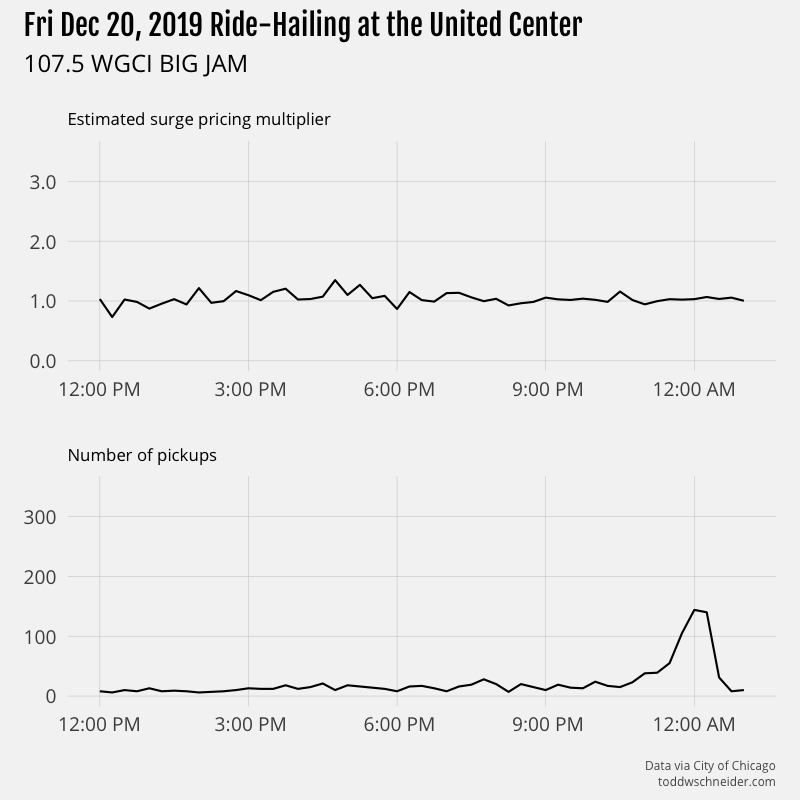 Fri Dec 20, 2019 Ride-Hailing at the United Center
107.5 WGCI BIG JAM
Estimated surge pricing multiplier
3.0
2.0
1.0
0.0
12:00 PM 3:00 PM 6:00 PM 9:00 PM 12:00 AM
Number of pickups
300
200
100
0
12:00 PM 3:00 PM 6:00 PM 9:00 PM 12:00 AM
Data via City of Chicago
toddwschneider.com